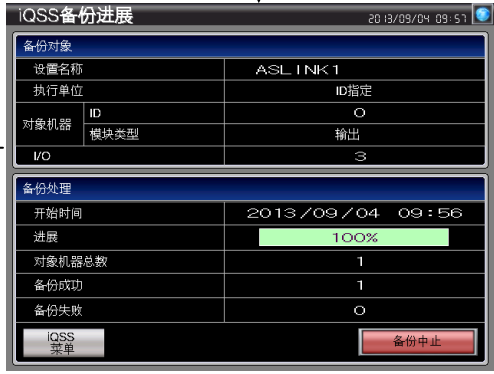 iQSS备份进展 2013/09/04 09:57
备份对象
设置名称 ASLINK1
执行单位 ID指定
对象机器 ID 0
模块类型 输出
I/O 3
备份处理
开始时间 2013/09/04 09:56
进展 100%
对象机器总数 1
备份成功 1
备份失败 0
iQSS
菜单
备份中止